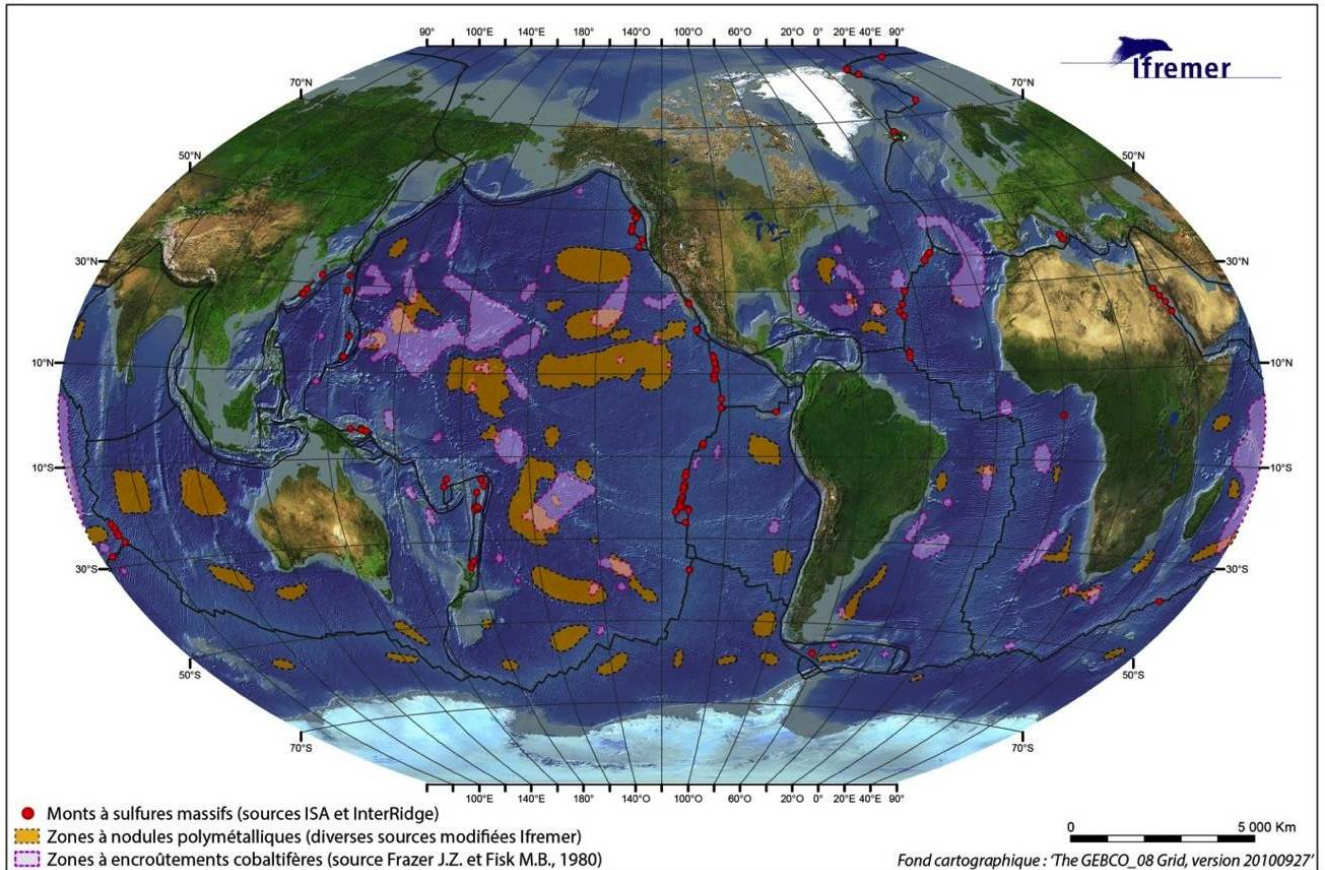 90° 100°E 140°E 180° 140°O 100°O 60°O 20°O 0° 20°E 40°E 90°
Ifremer
70°N 70°N
50°N 50°N
30°N 30°N
10°N 10°N
10°S 10°S
30°S 30°S
50°S 50°S
70°S 70°S
100°E 140°E 180° 140°O 100°O 60°O 20°O 0° 20°E 40°E 90°
Monts à sulfures massifs (sources ISA et InterRidge)
Zones à nodules polymétalliques (diverses sources modifiées Ifremer)
Zones à encroûtements cobaltifères (source Frazer J.Z. et Fisk M.B., 1980)
0 5 000 Km
Fond cartographique : 'The GEBCO_08 Grid, version 20100927'